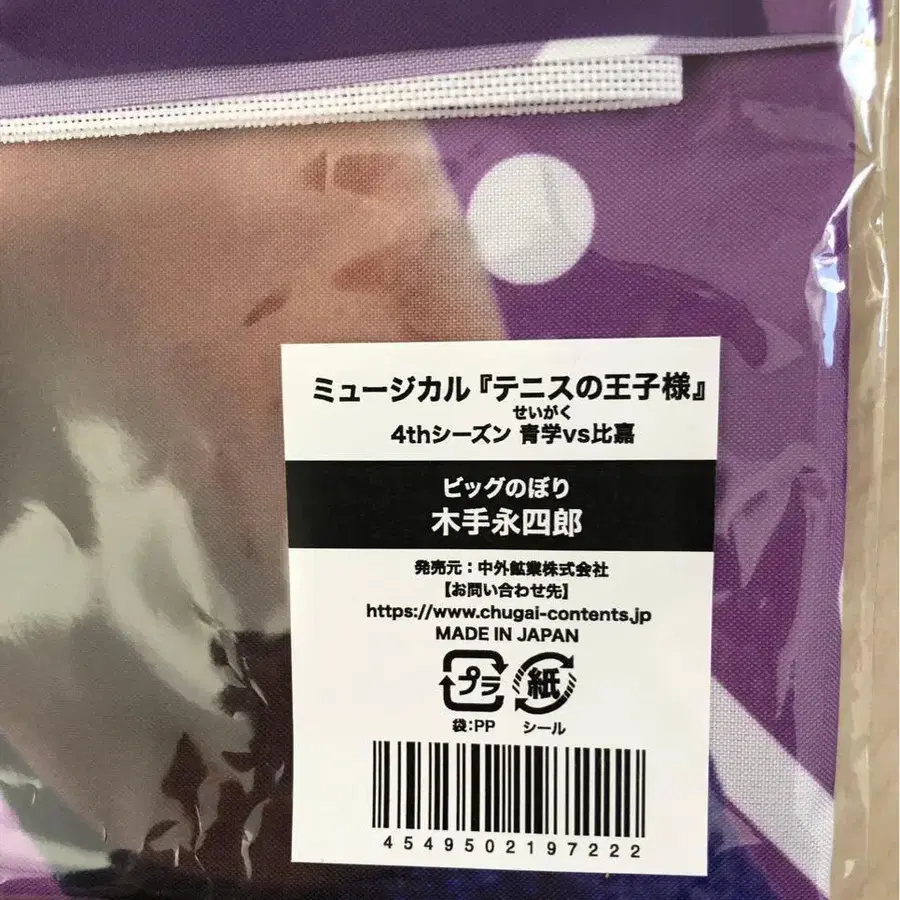 ミュージカル『テニスの王子様』
せいがく
4thシーズン 青学vs比嘉
ビッグのぼり
木手永四郎
発売元：中外鉱業株式会社
【お問い合わせ先】
https://www.chugai-contents.jp
MADE IN JAPAN
プラ 紙
袋:PP シール
4549502197222